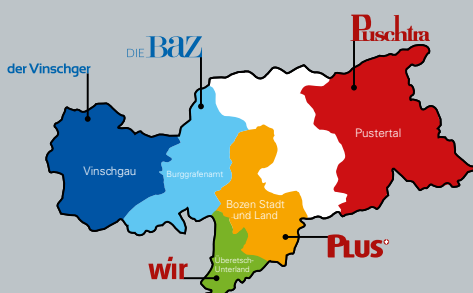 Puschtra
DIE BaZ
der Vinschger
Pustertal
Vinschgau
Burggrafenamt
Bozen Stadt
und Land
PLUS+
Überetsch-
Unterland
wir